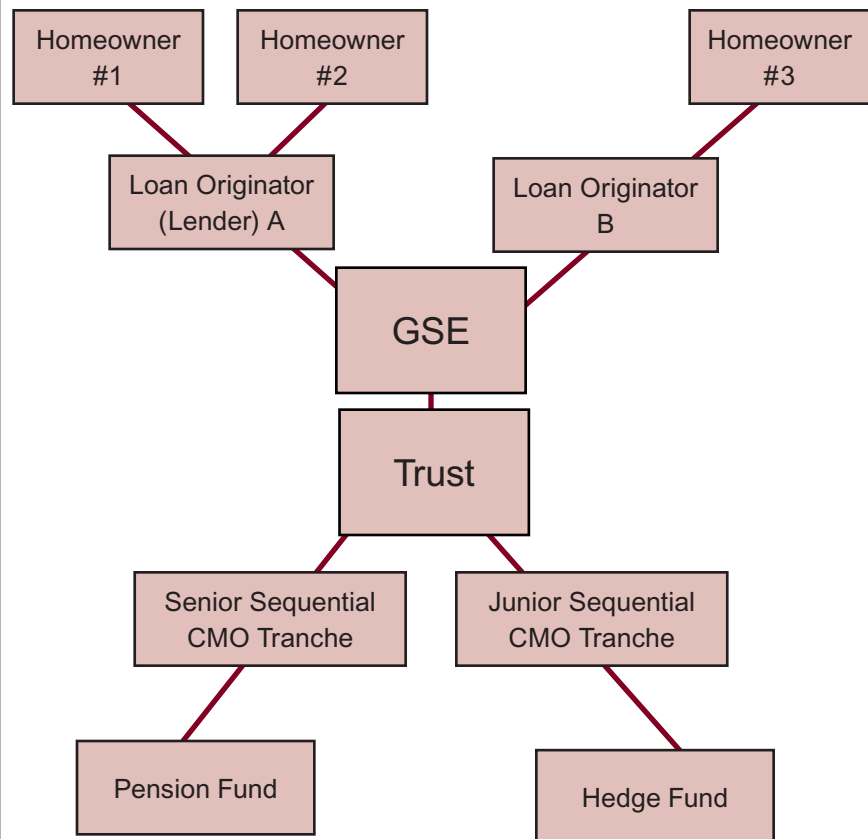 Homeowner
#1
Homeowner
#2
Homeowner
#3
Loan Originator
(Lender) A
Loan Originator
B
GSE
Trust
Senior Sequential
CMO Tranche
Junior Sequential
CMO Tranche
Pension Fund
Hedge Fund